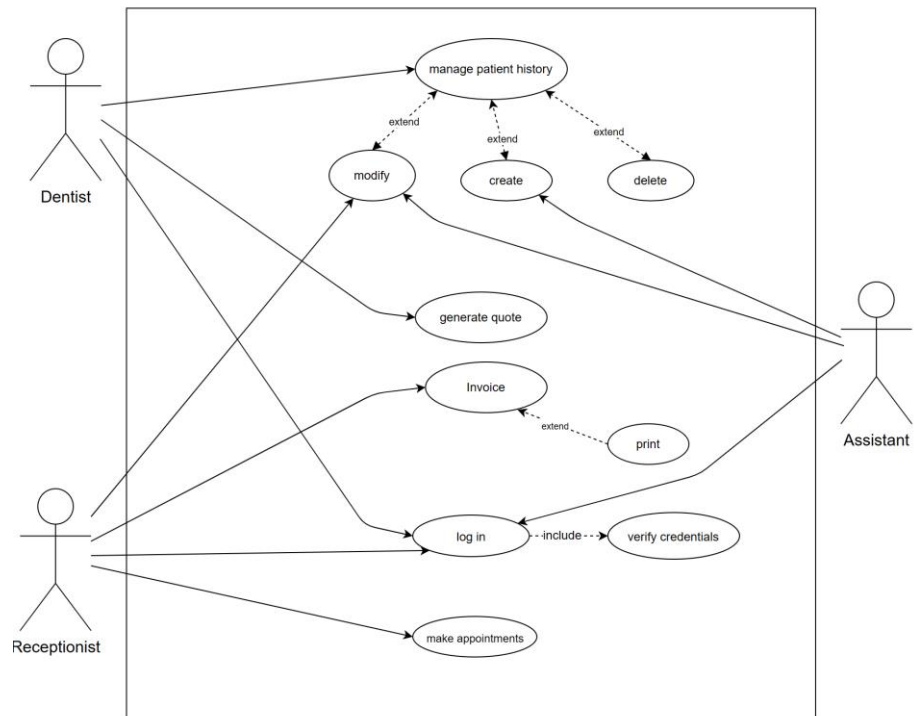 manage patient history
extend
extend
extend
modify
create
delete
Dentist
generate quote
Invoice
extend
print
Assistant
log in
include
verify credentials
make appointments
Receptionist